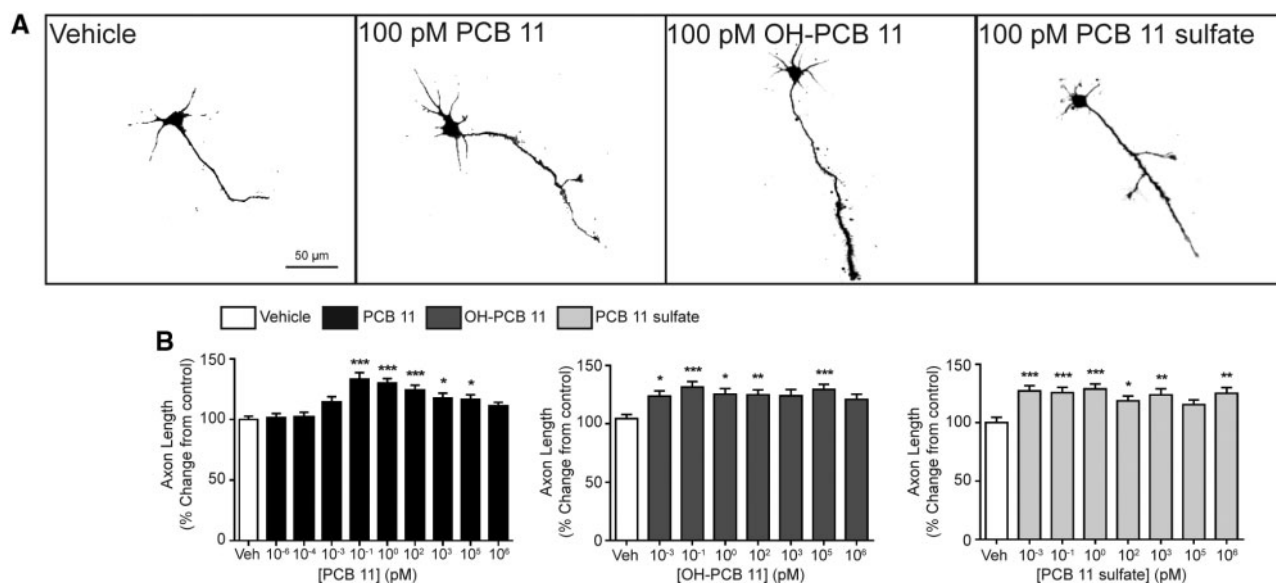 A
Vehicle
100 pM PCB 11
100 pM OH-PCB 11
100 pM PCB 11 sulfate
50 µm
Vehicle PCB 11 OH-PCB 11 PCB 11 sulfate
B
Axon Length
(% Change from control)
150
100
50
0
*** *** *** * *
Veh 10⁻⁶ 10⁻⁴ 10⁻³ 10⁻¹ 10⁰ 10² 10³ 10⁵ 10⁶
[PCB 11] (pM)
Axon Length
(% Change from control)
150
100
50
0
* *** * ** ***
Veh 10⁻³ 10⁻¹ 10⁰ 10² 10³ 10⁵ 10⁶
[OH-PCB 11] (pM)
Axon Length
(% Change from control)
150
100
50
0
*** *** *** * ** **
Veh 10⁻³ 10⁻¹ 10⁰ 10² 10³ 10⁵ 10⁶
[PCB 11 sulfate] (pM)